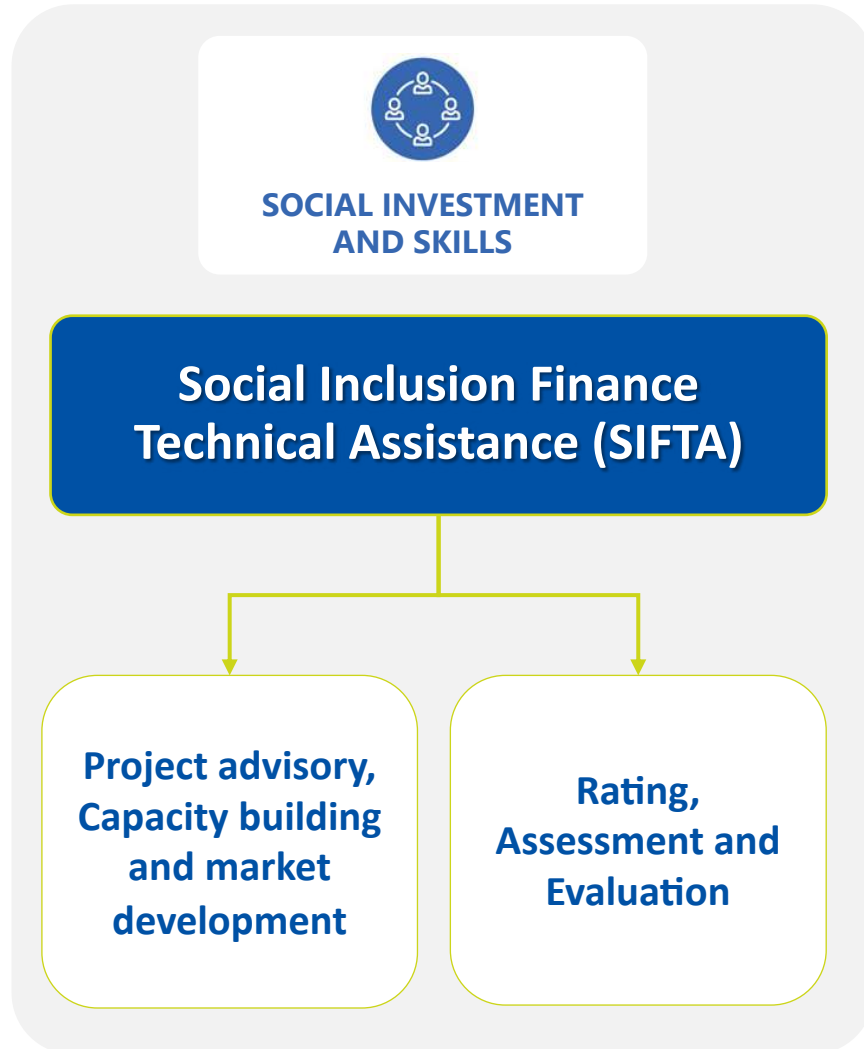 SOCIAL INVESTMENT
AND SKILLS
Social Inclusion Finance
Technical Assistance (SIFTA)
Project advisory,
Capacity building
and market
development
Rating,
Assessment and
Evaluation